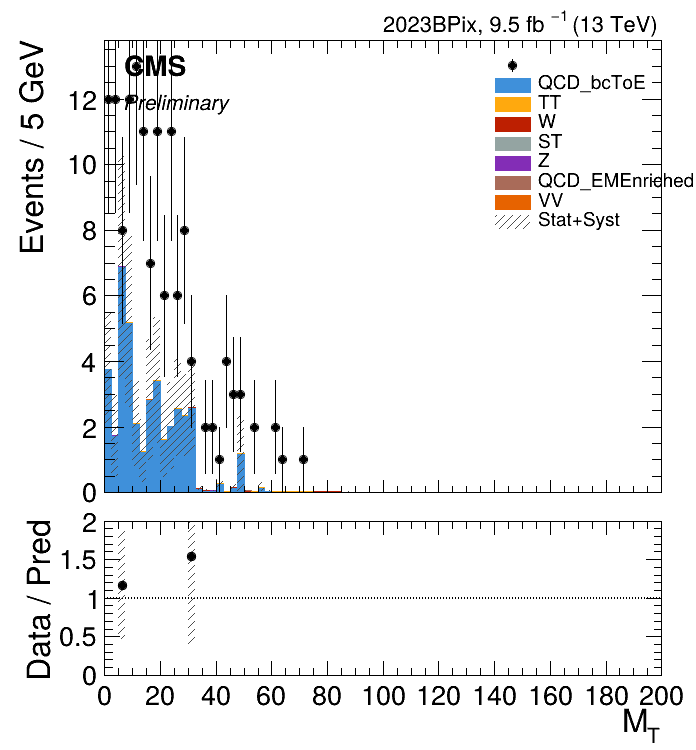 2023BPix, 9.5 fb⁻¹ (13 TeV)
CMS
Preliminary
QCD_bcToE
TT
W
ST
Z
QCD_EMEnriched
VV
Stat+Syst
Events / 5 GeV
12
10
8
6
4
2
0
Data / Pred
2
1.5
1
0.5
0
0 20 40 60 80 100 120 140 160 180 200
M_T